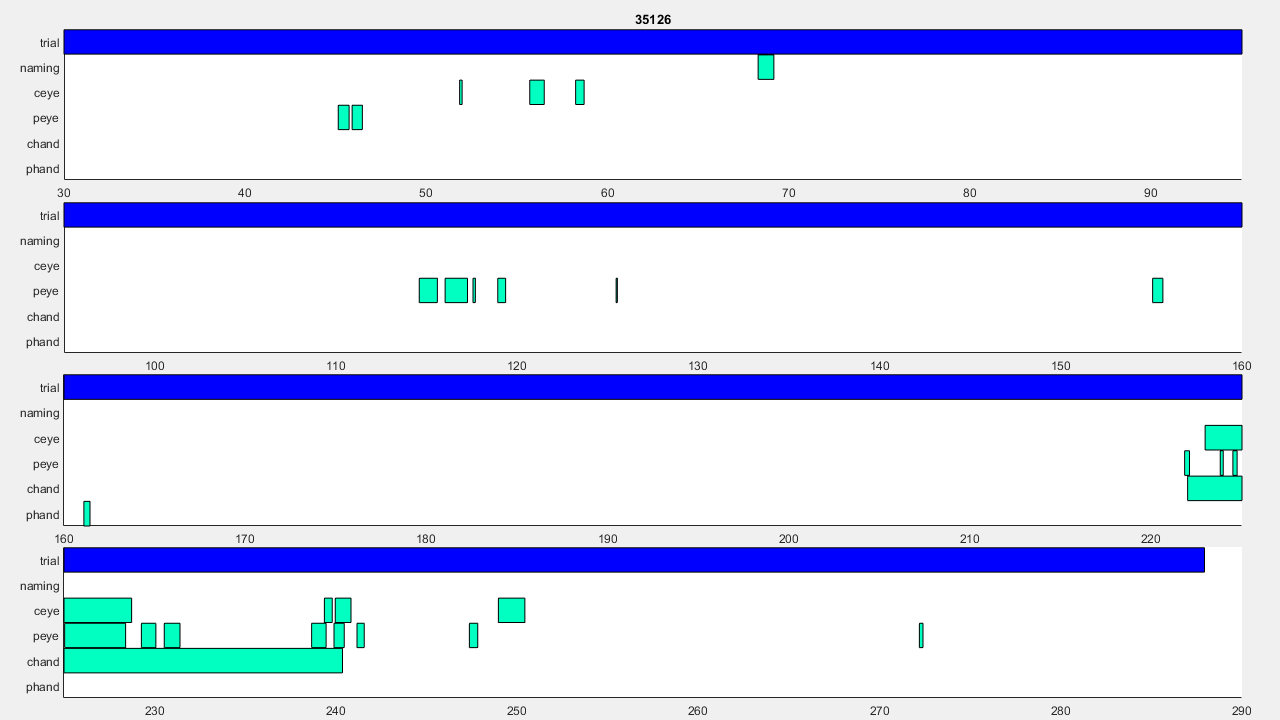 35126
trial
naming
ceye
peye
chand
phand
30 40 50 60 70 80 90
trial
naming
ceye
peye
chand
phand
100 110 120 130 140 150 160
trial
naming
ceye
peye
chand
phand
160 170 180 190 200 210 220
trial
naming
ceye
peye
chand
phand
230 240 250 260 270 280 290